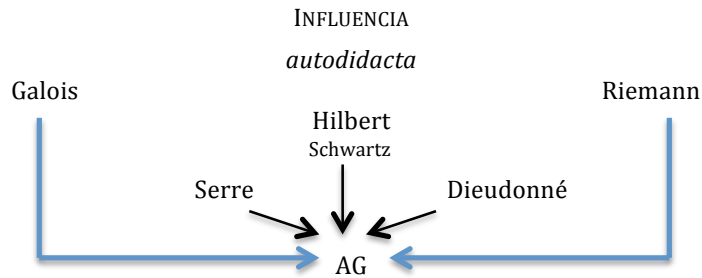 INFLUENCIA
autodidacta
Galois Riemann
Hilbert
Schwartz
Serre Dieudonné
AG